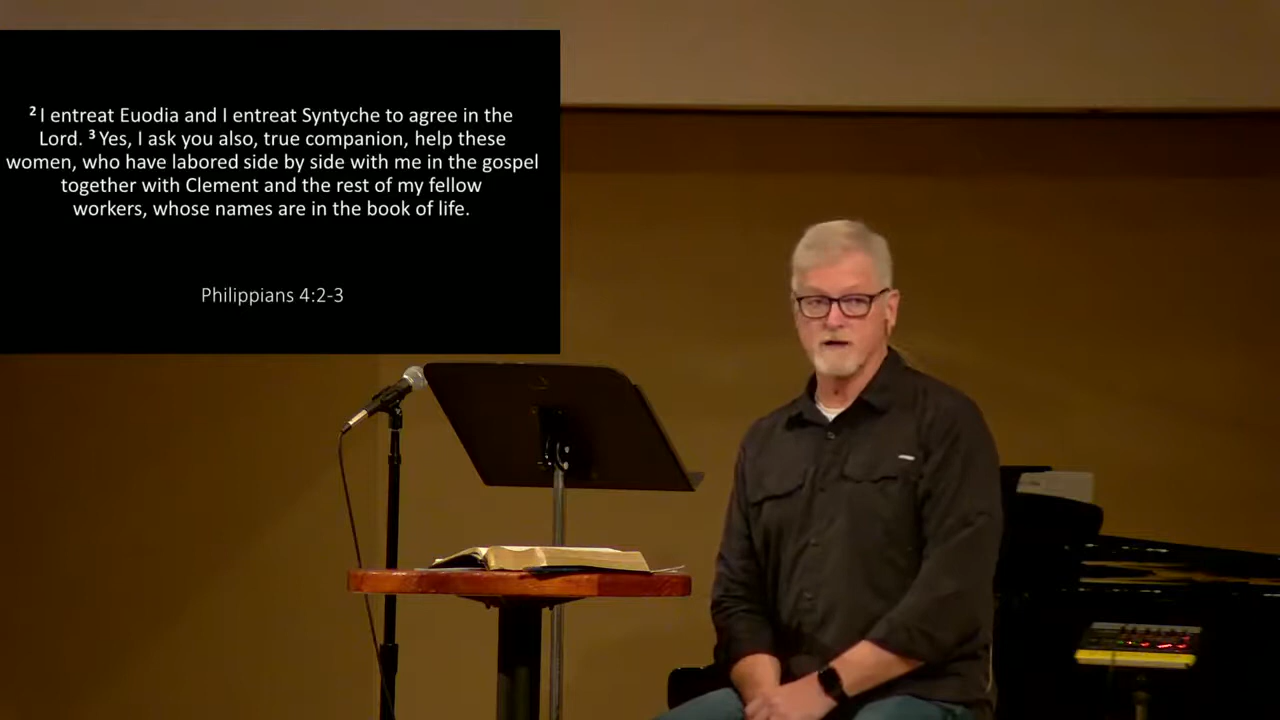 ² I entreat Euodia and I entreat Syntyche to agree in the
Lord. ³ Yes, I ask you also, true companion, help these
women, who have labored side by side with me in the gospel
together with Clement and the rest of my fellow
workers, whose names are in the book of life.
Philippians 4:2-3